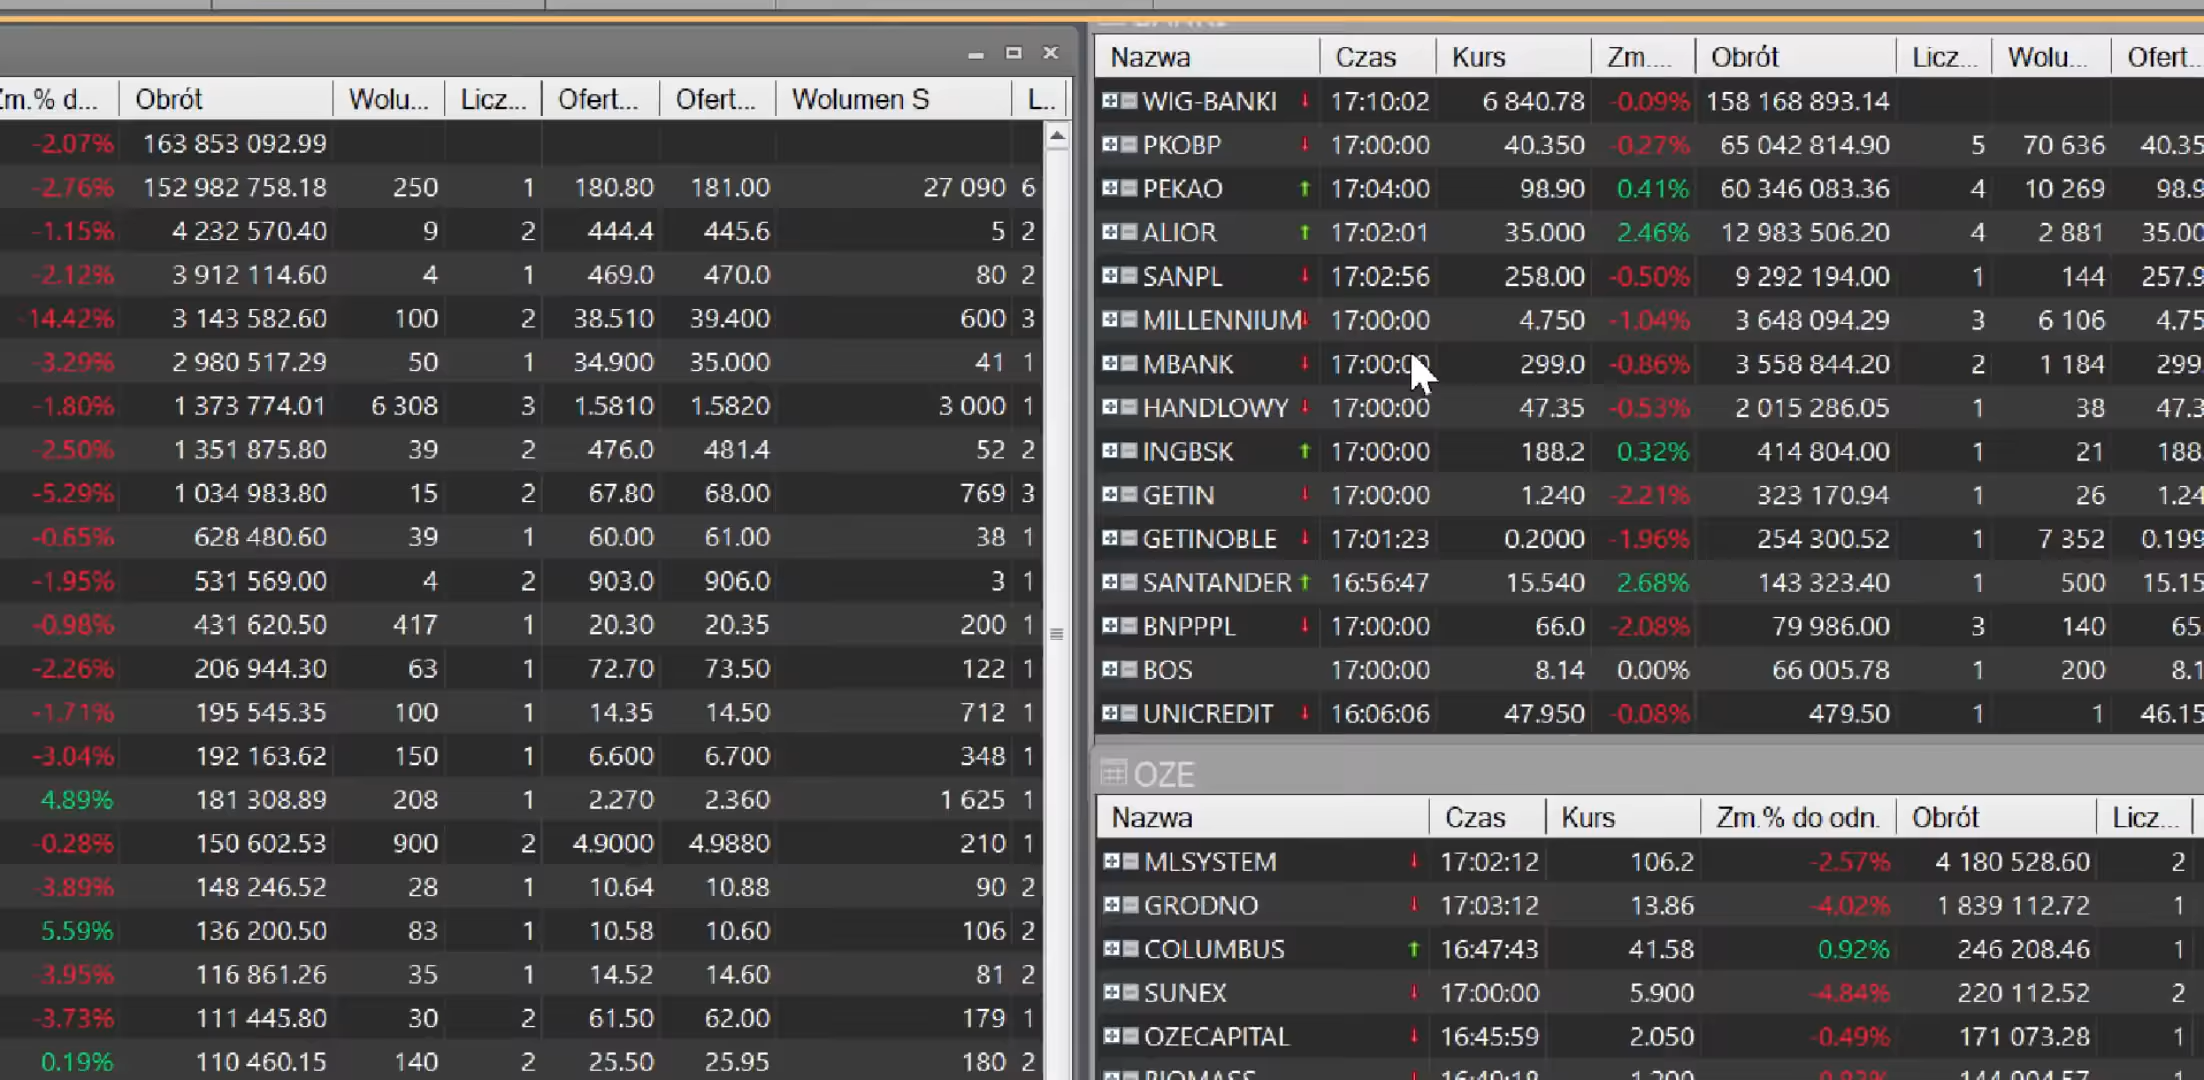 Zm.% d... Obrót Wolu... Licz... Ofert... Ofert... Wolumen S L..
-2.07% 163 853 092.99
-2.76% 152 982 758.18 250 1 180.80 181.00 27 090 6
-1.15% 4 232 570.40 9 2 444.4 445.6 5 2
-2.12% 3 912 114.60 4 1 469.0 470.0 80 2
-14.42% 3 143 582.60 100 2 38.510 39.400 600 3
-3.29% 2 980 517.29 50 1 34.900 35.000 41 1
-1.80% 1 373 774.01 6 308 3 1.5810 1.5820 3 000 1
-2.50% 1 351 875.80 39 2 476.0 481.4 52 2
-5.29% 1 034 983.80 15 2 67.80 68.00 769 3
-0.65% 628 480.60 39 1 60.00 61.00 38 1
-1.95% 531 569.00 4 2 903.0 906.0 3 1
-0.98% 431 620.50 417 1 20.30 20.35 200 1
-2.26% 206 944.30 63 1 72.70 73.50 122 1
-1.71% 195 545.35 100 1 14.35 14.50 712 1
-3.04% 192 163.62 150 1 6.600 6.700 348 1
4.89% 181 308.89 208 1 2.270 2.360 1 625 1
-0.28% 150 602.53 900 2 4.9000 4.9880 210 1
-3.89% 148 246.52 28 1 10.64 10.88 90 2
5.59% 136 200.50 83 1 10.58 10.60 106 2
-3.95% 116 861.26 35 1 14.52 14.60 81 2
-3.73% 111 445.80 30 2 61.50 62.00 179 1
0.19% 110 460.15 140 2 25.50 25.95 180 2
Nazwa Czas Kurs Zm.... Obrót Licz... Wolu... Ofert...
WIG-BANKI 17:10:02 6 840.78 -0.09% 158 168 893.14
PKOBP 17:00:00 40.350 -0.27% 65 042 814.90 5 70 636 40.35
PEKAO 17:04:00 98.90 0.41% 60 346 083.36 4 10 269 98.9
ALIOR 17:02:01 35.000 2.46% 12 983 506.20 4 2 881 35.00
SANPL 17:02:56 258.00 -0.50% 9 292 194.00 1 144 257.9
MILLENNIUM 17:00:00 4.750 -1.04% 3 648 094.29 3 6 106 4.75
MBANK 17:00:00 299.0 -0.86% 3 558 844.20 2 1 184 299
HANDLOWY 17:00:00 47.35 -0.53% 2 015 286.05 1 38 47.3
INGBSK 17:00:00 188.2 0.32% 414 804.00 1 21 188
GETIN 17:00:00 1.240 -2.21% 323 170.94 1 26 1.24
GETINOBLE 17:01:23 0.2000 -1.96% 254 300.52 1 7 352 0.199
SANTANDER 16:56:47 15.540 2.68% 143 323.40 1 500 15.15
BNPPPL 17:00:00 66.0 -2.08% 79 986.00 3 140 65
BOS 17:00:00 8.14 0.00% 66 005.78 1 200 8.1
UNICREDIT 16:06:06 47.950 -0.08% 479.50 1 1 46.15
OZE
Nazwa Czas Kurs Zm.% do odn. Obrót Licz...
MLSYSTEM 17:02:12 106.2 -2.57% 4 180 528.60 2
GRODNO 17:03:12 13.86 -4.02% 1 839 112.72 1
COLUMBUS 16:47:43 41.58 0.92% 246 208.46 1
SUNEX 17:00:00 5.900 -4.84% 220 112.52 2
OZECAPITAL 16:45:59 2.050 -0.49% 171 073.28 1